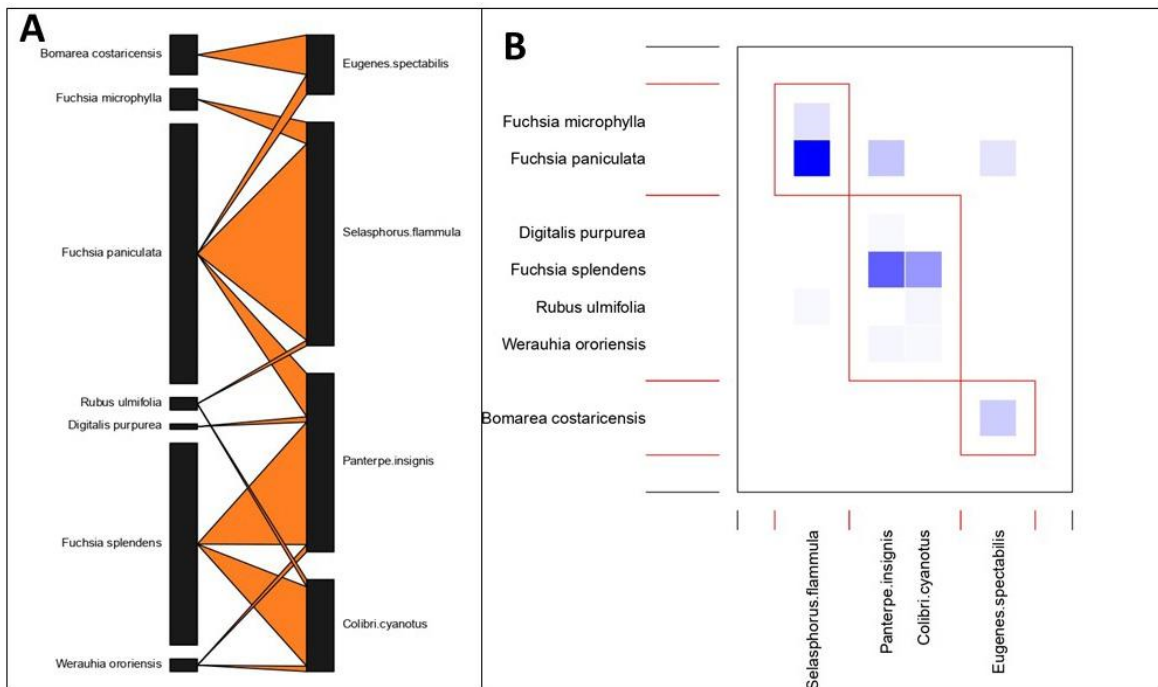 A
Bomarea costaricensis
Fuchsia microphylla
Fuchsia paniculata
Rubus ulmifolia
Digitalis purpurea
Fuchsia splendens
Werauhia ororiensis
Eugenes.spectabilis
Selasphorus.flammula
Panterpe.insignis
Colibri.cyanotus
B
Fuchsia microphylla
Fuchsia paniculata
Digitalis purpurea
Fuchsia splendens
Rubus ulmifolia
Werauhia ororiensis
Bomarea costaricensis
Selasphorus.flammula
Panterpe.insignis
Colibri.cyanotus
Eugenes.spectabilis